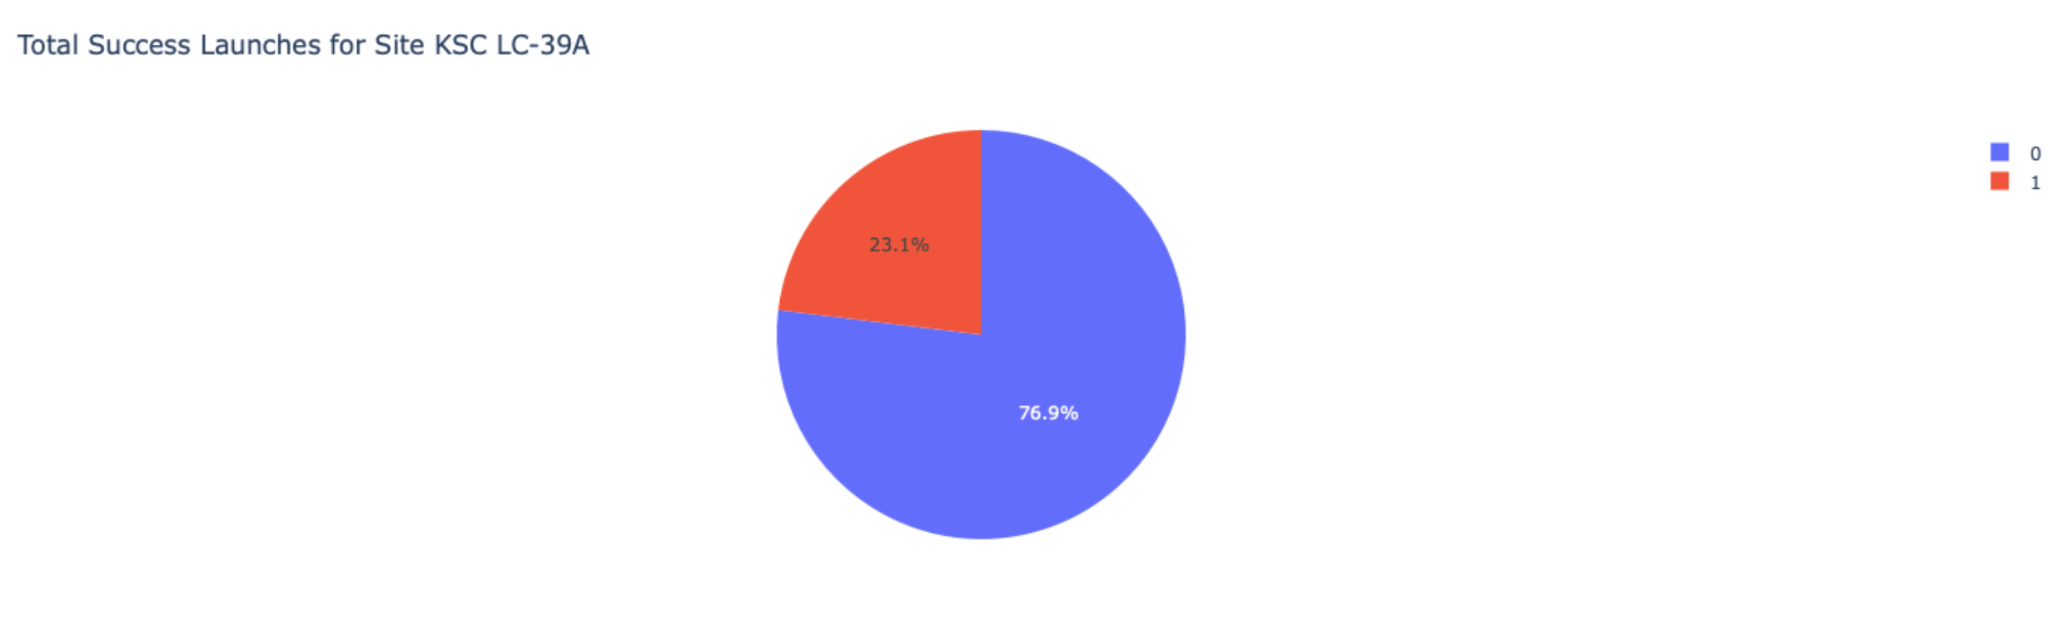 Total Success Launches for Site KSC LC-39A
0
1
23.1%
76.9%